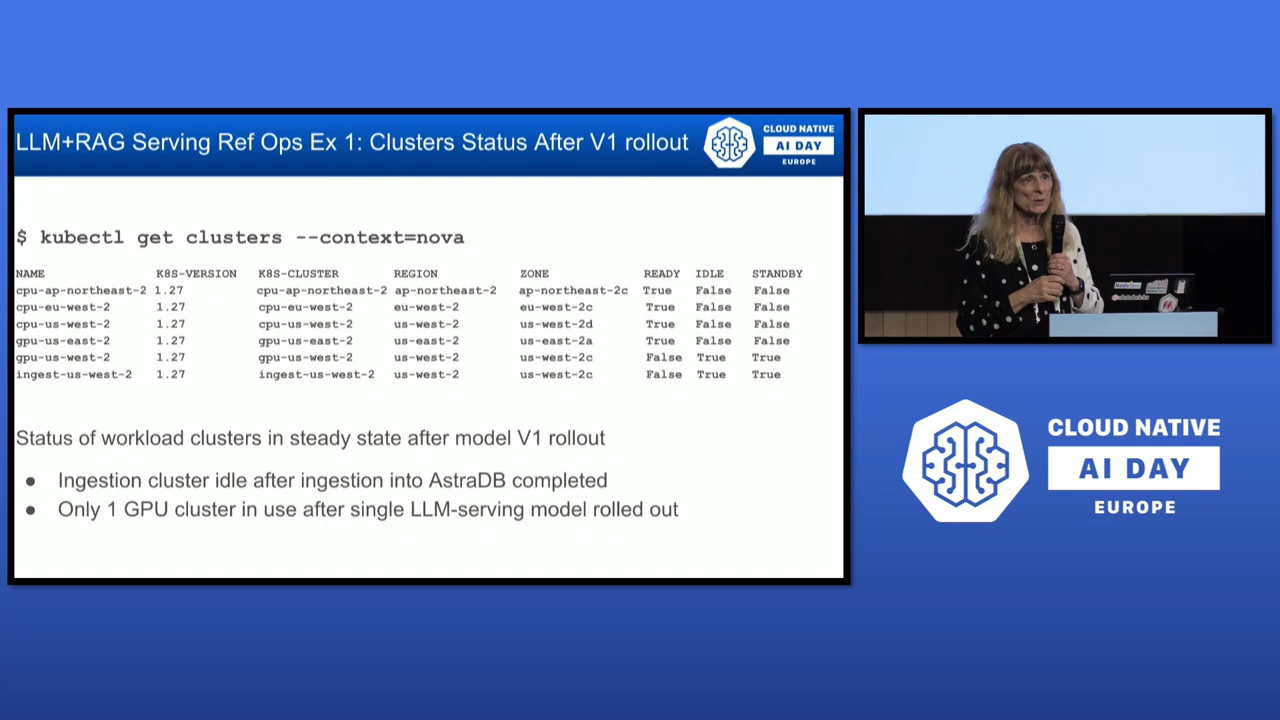 LLM+RAG Serving Ref Ops Ex 1: Clusters Status After V1 rollout
CLOUD NATIVE
AI DAY
EUROPE
$ kubectl get clusters --context=nova
NAME K8S-VERSION K8S-CLUSTER REGION ZONE READY IDLE STANDBY
cpu-ap-northeast-2 1.27 cpu-ap-northeast-2 ap-northeast-2 ap-northeast-2c True False False
cpu-eu-west-2 1.27 cpu-eu-west-2 eu-west-2 eu-west-2c True False False
cpu-us-west-2 1.27 cpu-us-west-2 us-west-2 us-west-2d True False False
gpu-us-east-2 1.27 gpu-us-east-2 us-east-2 us-east-2a True False False
gpu-us-west-2 1.27 gpu-us-west-2 us-west-2 us-west-2c False True True
ingest-us-west-2 1.27 ingest-us-west-2 us-west-2 us-west-2c False True True
Status of workload clusters in steady state after model V1 rollout
● Ingestion cluster idle after ingestion into AstraDB completed
● Only 1 GPU cluster in use after single LLM-serving model rolled out
CLOUD NATIVE
AI DAY
EUROPE